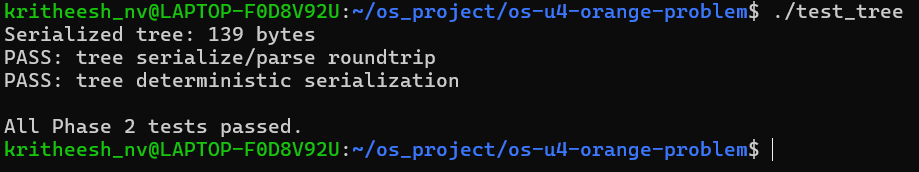 kritheesh_nv@LAPTOP-F0D8V92U:~/os_project/os-u4-orange-problem$ ./test_tree
Serialized tree: 139 bytes
PASS: tree serialize/parse roundtrip
PASS: tree deterministic serialization
All Phase 2 tests passed.
kritheesh_nv@LAPTOP-F0D8V92U:~/os_project/os-u4-orange-problem$